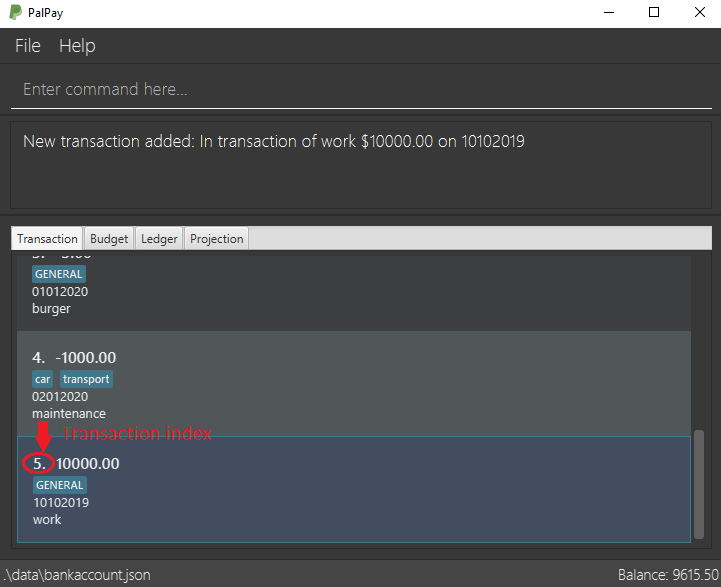 PalPay
File Help
Enter command here...
New transaction added: In transaction of work $10000.00 on 10102019
Transaction Budget Ledger Projection
GENERAL
01012020
burger
4. -1000.00
car transport
02012020
maintenance
Transaction index
5. 10000.00
GENERAL
10102019
work
.\data\bankaccount.json Balance: 9615.50